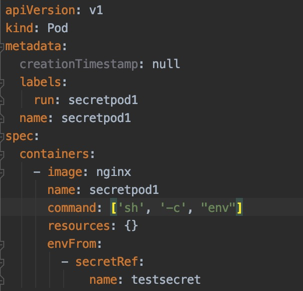 apiVersion: v1
kind: Pod
metadata:
  creationTimestamp: null
  labels:
    run: secretpod1
  name: secretpod1
spec:
  containers:
    - image: nginx
      name: secretpod1
      command: ['sh', '-c', "env"]
      resources: {}
      envFrom:
        - secretRef:
            name: testsecret